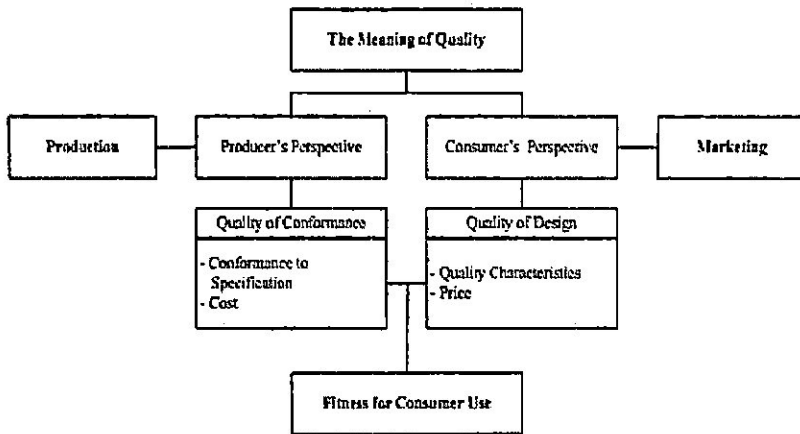 The Meaning of Quality
Production
Producer's Perspective
Consumer's Perspective
Marketing
Quality of Conformance
- Conformance to
Specification
- Cost
Quality of Design
- Quality Characteristics
- Price
Fitness for Consumer Use